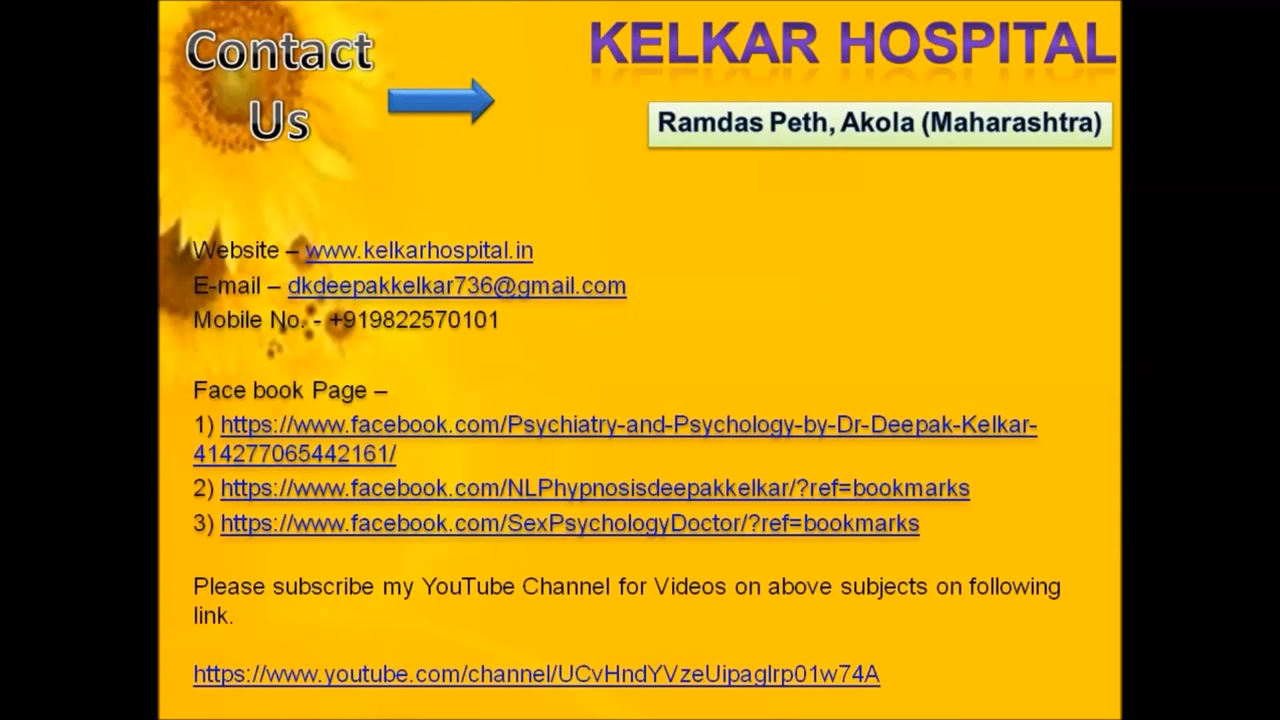 Contact
Us
KELKAR HOSPITAL
Ramdas Peth, Akola (Maharashtra)
Website – www.kelkarhospital.in
E-mail – dkdeepakkelkar736@gmail.com
Mobile No. - +919822570101
Face book Page –
1) https://www.facebook.com/Psychiatry-and-Psychology-by-Dr-Deepak-Kelkar-
414277065442161/
2) https://www.facebook.com/NLPhypnosisdeepakkelkar/?ref=bookmarks
3) https://www.facebook.com/SexPsychologyDoctor/?ref=bookmarks
Please subscribe my YouTube Channel for Videos on above subjects on following
link.
https://www.youtube.com/channel/UCvHndYVzeUipaglrp01w74A